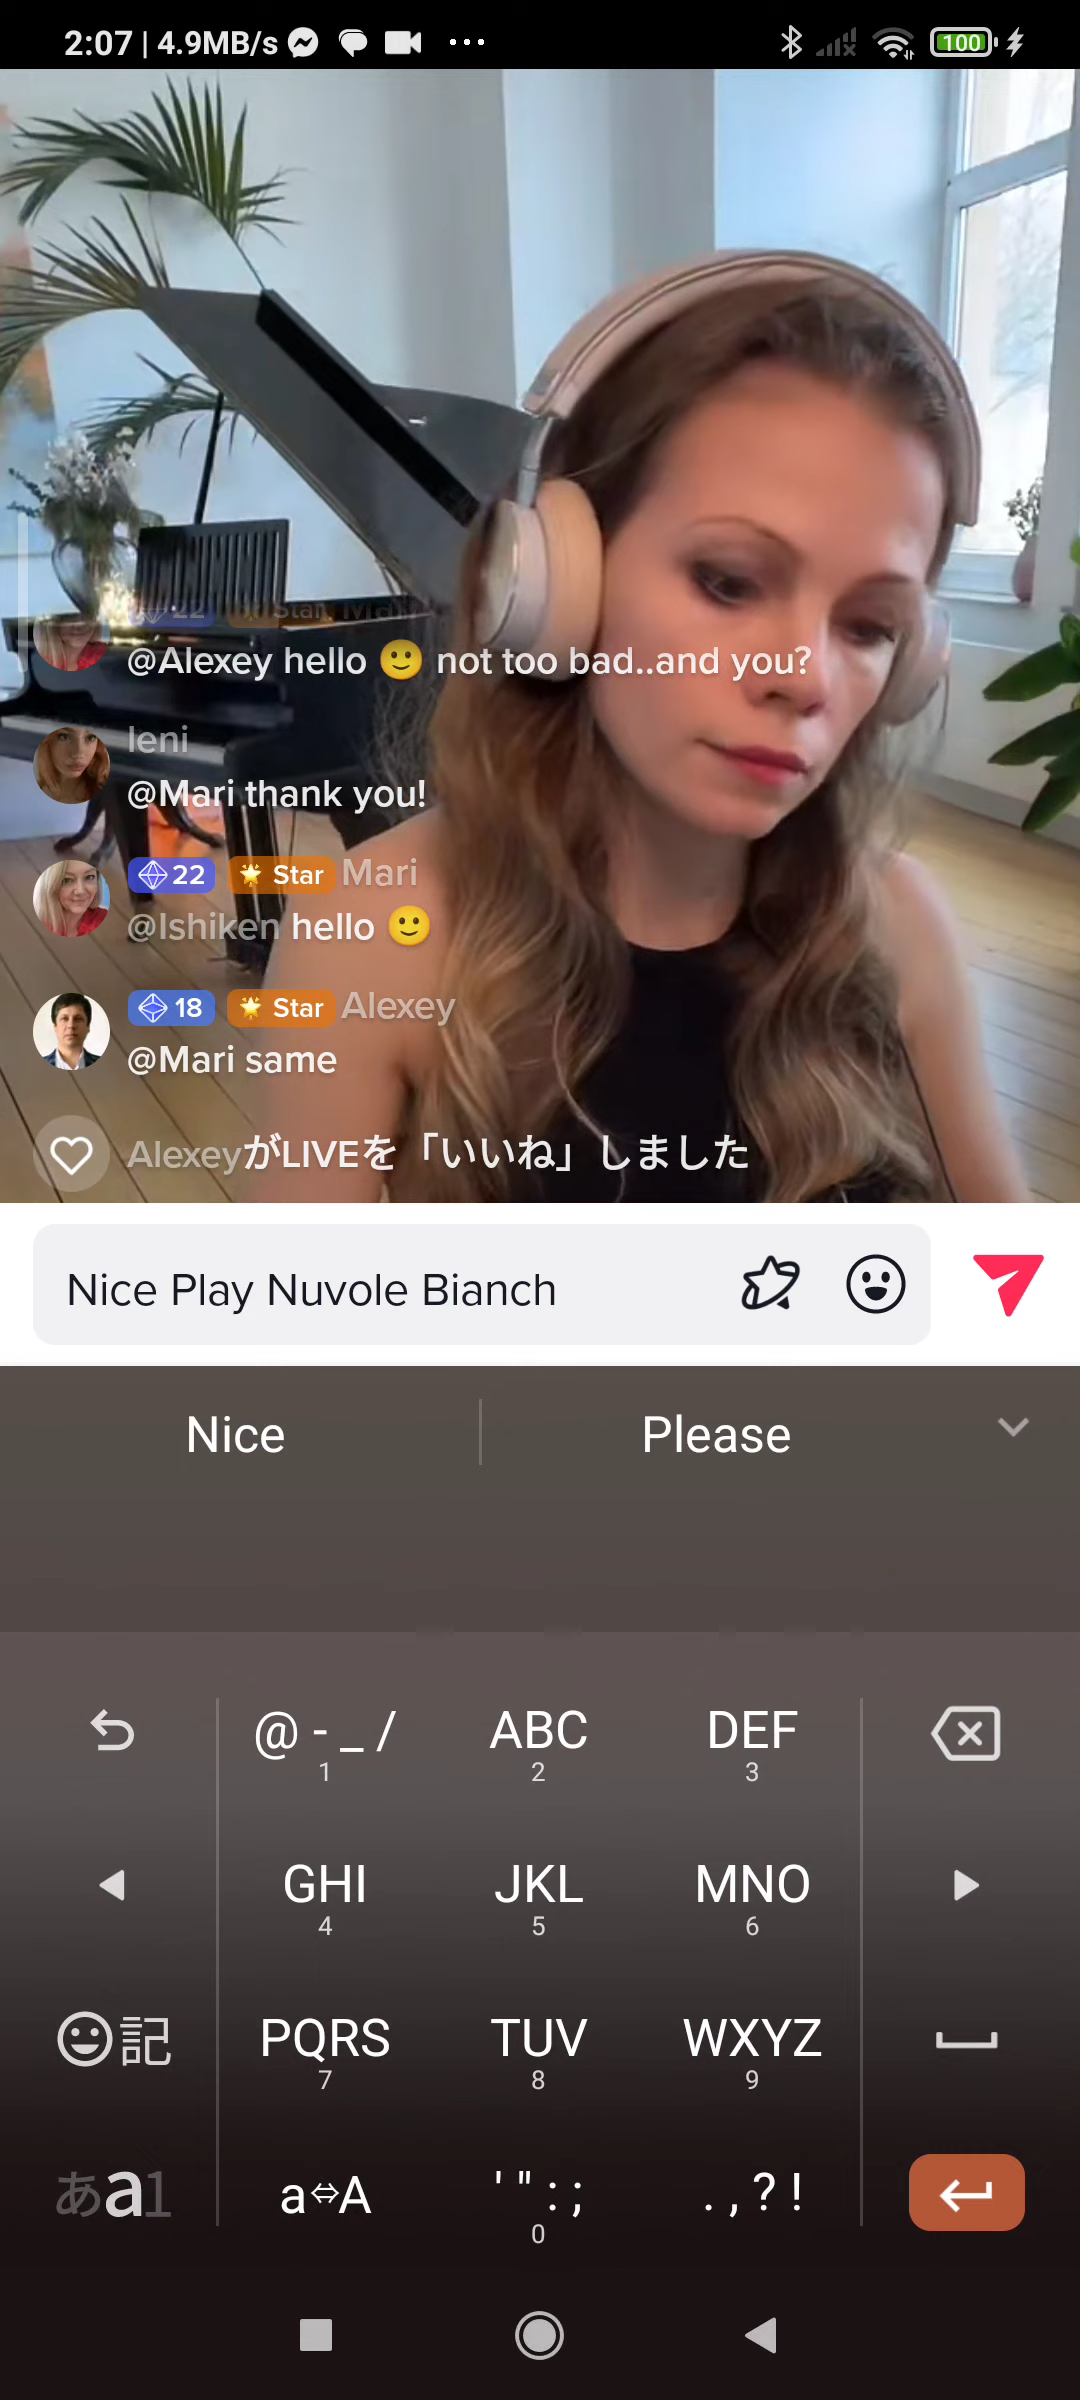 2:07 | 4.9MB/s
100
22 Star Mari
@Alexey hello 🙂 not too bad..and you?
leni
@Mari thank you!
22 Star Mari
@Ishiken hello 🙂
18 Star Alexey
@Mari same
AlexeyがLIVEを「いいね」しました
Nice Play Nuvole Bianch
Nice Please
@ - _ / ABC DEF
1 2 3
GHI JKL MNO
4 5 6
記 PQRS TUV WXYZ
7 8 9
あa1 a⇔A ' " : ; . , ? !
0